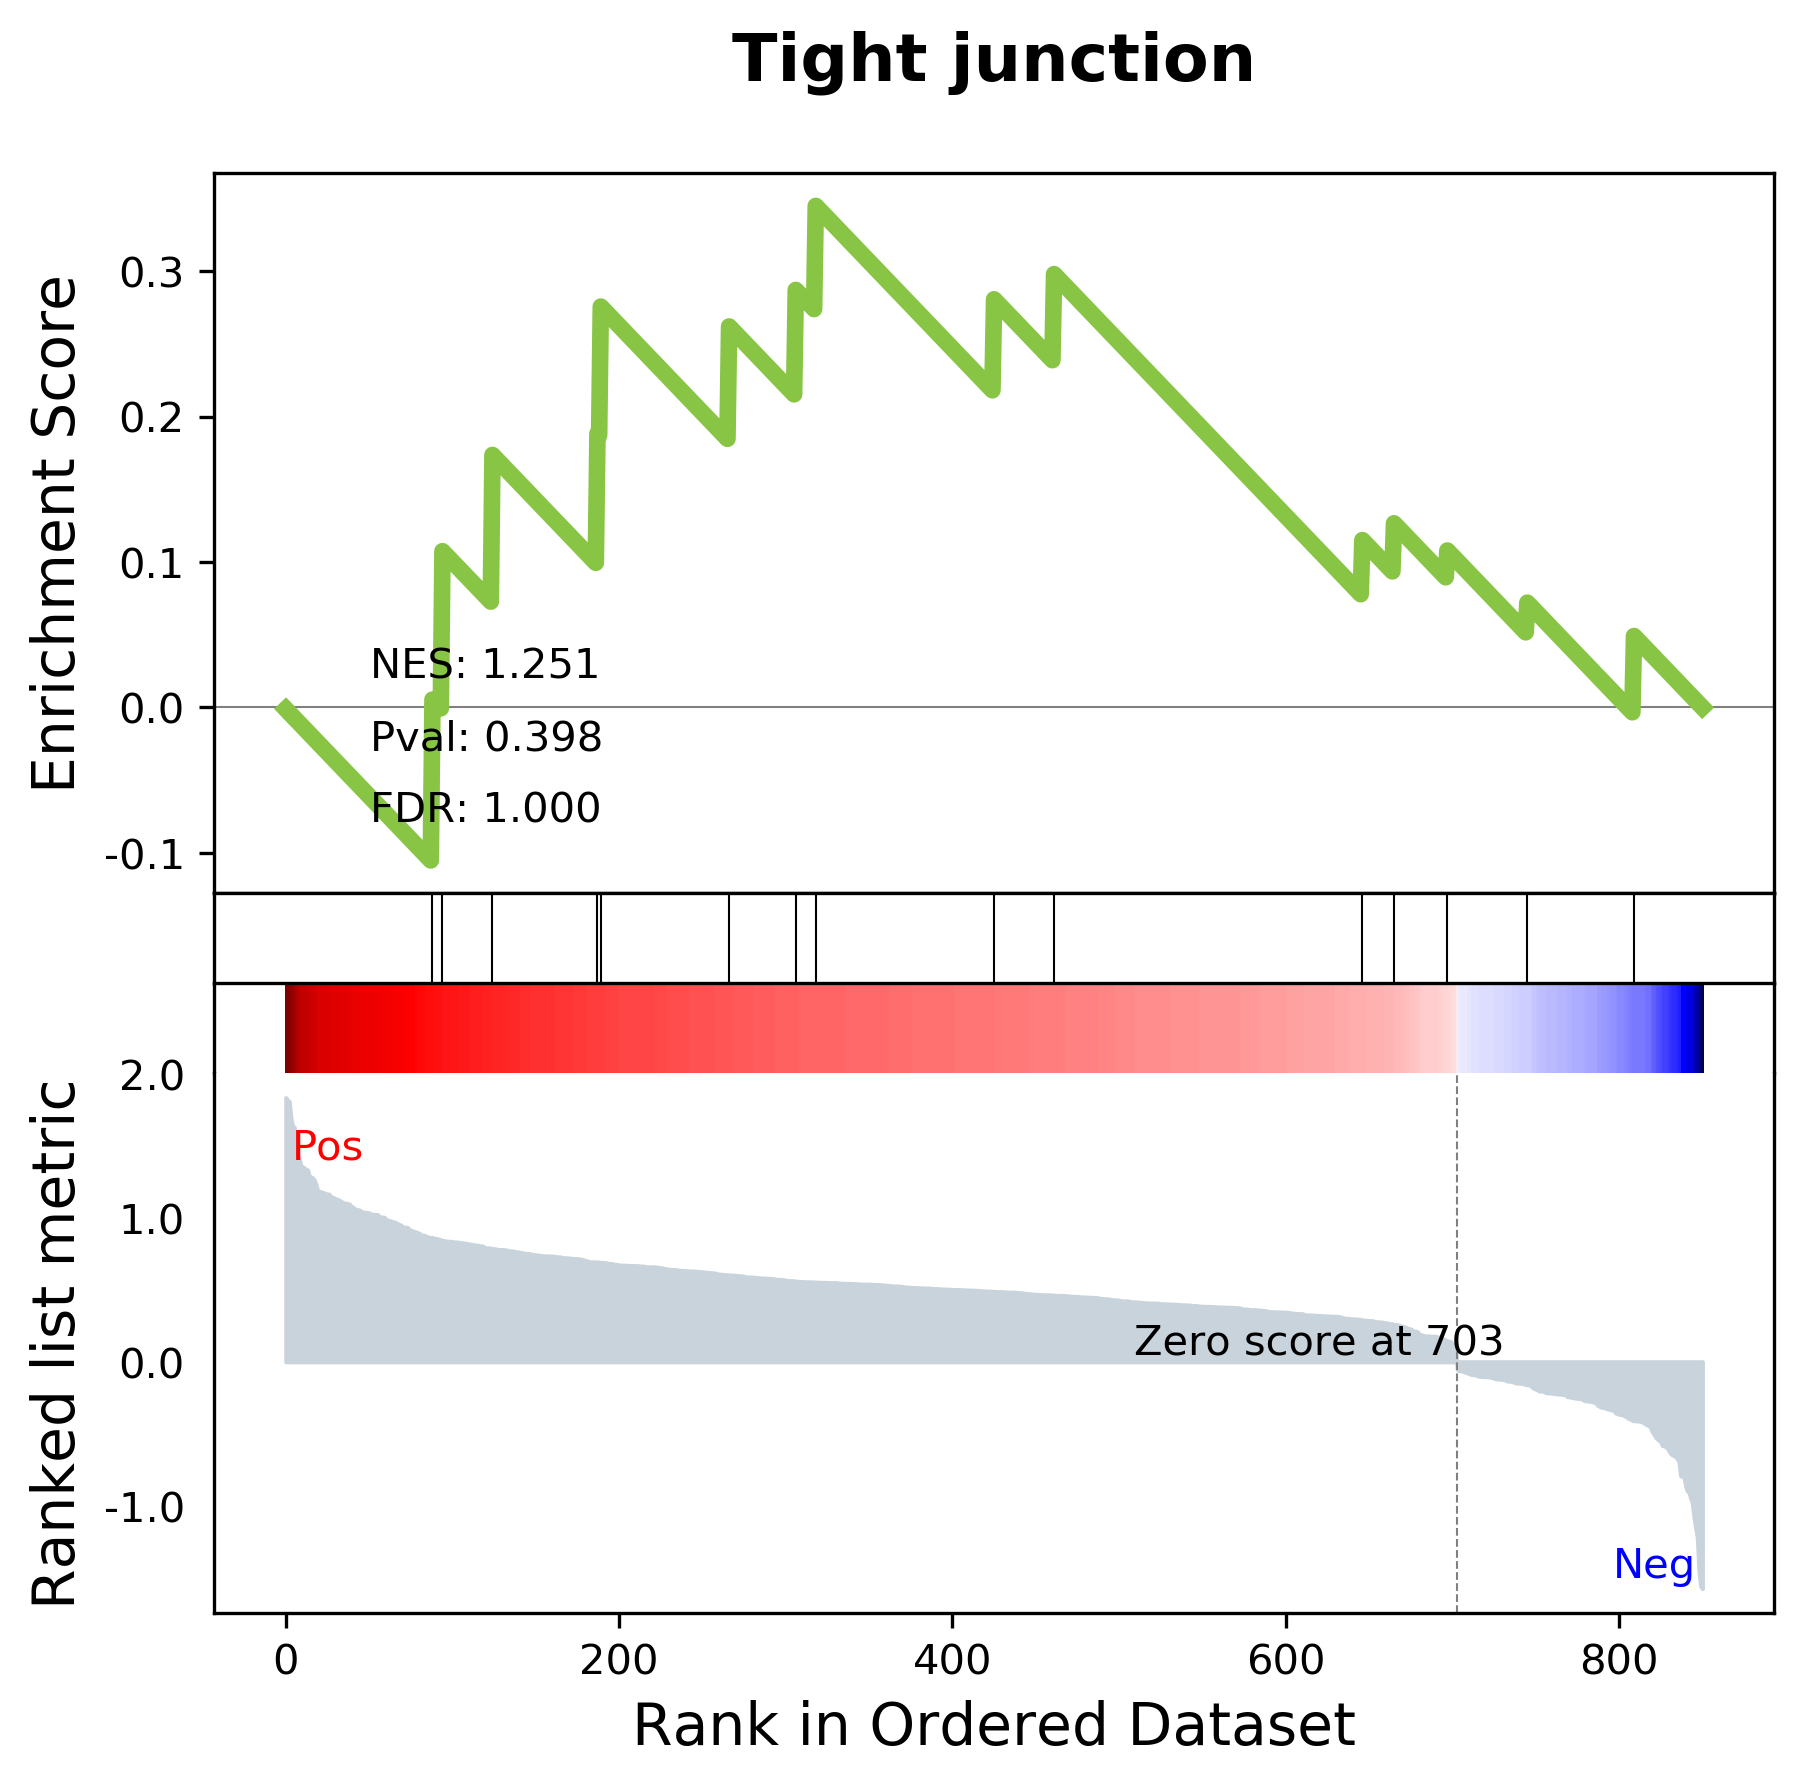 Tight junction
Enrichment Score
0.3
0.2
0.1
0.0
-0.1
NES: 1.251
Pval: 0.398
FDR: 1.000
Ranked list metric
2.0
1.0
0.0
-1.0
Pos
Zero score at 703
Neg
0 200 400 600 800
Rank in Ordered Dataset